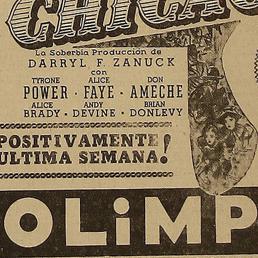 CHICAGO
La Soberbia Producción de
DARRYL F. ZANUCK
con
TYRONE ALICE DON
POWER · FAYE · AMECHE
ALICE ANDY BRIAN
BRADY · DEVINE · DONLEVY
POSITIVAMENTE
ULTIMA SEMANA!
OLiMP